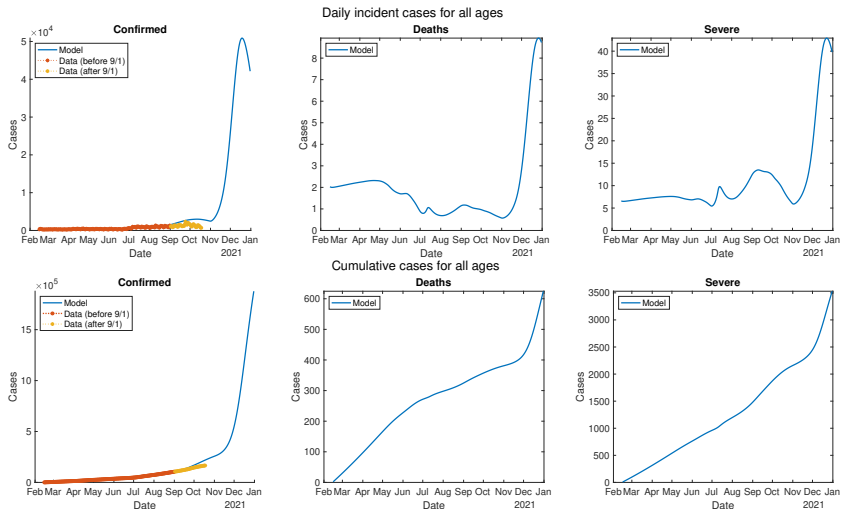 Daily incident cases for all ages
Confirmed
×10^4
Model
Data (before 9/1)
Data (after 9/1)
5
4
3
2
1
0
Cases
Feb Mar Apr May Jun Jul Aug Sep Oct Nov Dec Jan
Date
2021
Deaths
Model
8
7
6
5
4
3
2
1
0
Cases
Feb Mar Apr May Jun Jul Aug Sep Oct Nov Dec Jan
Date
2021
Severe
Model
40
35
30
25
20
15
10
5
0
Cases
Feb Mar Apr May Jun Jul Aug Sep Oct Nov Dec Jan
Date
2021
Cumulative cases for all ages
Confirmed
×10^5
Model
Data (before 9/1)
Data (after 9/1)
15
10
5
0
Cases
Feb Mar Apr May Jun Jul Aug Sep Oct Nov Dec Jan
Date
2021
Deaths
Model
600
500
400
300
200
100
0
Cases
Feb Mar Apr May Jun Jul Aug Sep Oct Nov Dec Jan
Date
2021
Severe
Model
3500
3000
2500
2000
1500
1000
500
0
Cases
Feb Mar Apr May Jun Jul Aug Sep Oct Nov Dec Jan
Date
2021